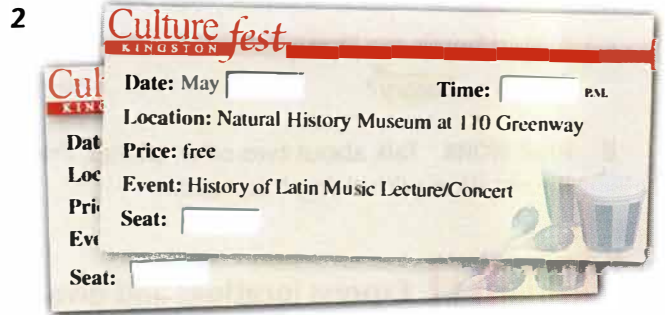 2
Culture fest
KINGSTON
Date: May
Time: P.M.
Location: Natural History Museum at 110 Greenway
Price: free
Event: History of Latin Music Lecture/Concert
Seat:
Cul
KING
Dat
Loc
Pri
Eve
Seat: